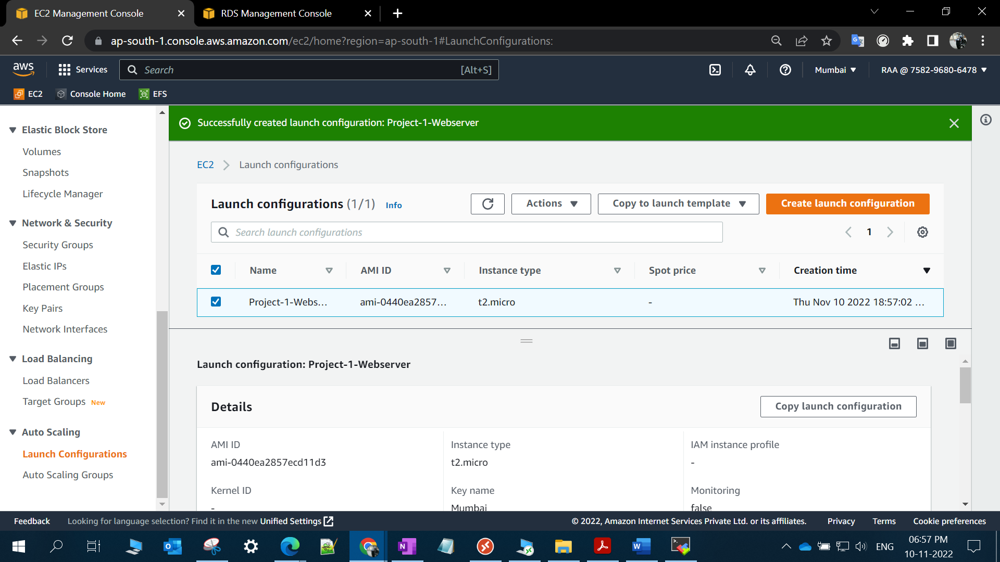 EC2 Management Console
RDS Management Console
ap-south-1.console.aws.amazon.com/ec2/home?region=ap-south-1#LaunchConfigurations:
aws
Services
Search
[Alt+S]
Mumbai
RAA @ 7582-9680-6478
EC2
Console Home
EFS
Elastic Block Store
Volumes
Snapshots
Lifecycle Manager
Network & Security
Security Groups
Elastic IPs
Placement Groups
Key Pairs
Network Interfaces
Load Balancing
Load Balancers
Target Groups New
Auto Scaling
Launch Configurations
Auto Scaling Groups
Successfully created launch configuration: Project-1-Webserver
EC2
Launch configurations
Launch configurations (1/1) Info
Actions
Copy to launch template
Create launch configuration
Search launch configurations
1
Name
AMI ID
Instance type
Spot price
Creation time
Project-1-Webs...
ami-0440ea2857...
t2.micro
-
Thu Nov 10 2022 18:57:02 ...
Launch configuration: Project-1-Webserver
Details
Copy launch configuration
AMI ID
ami-0440ea2857ecd11d3
Instance type
t2.micro
IAM instance profile
-
Kernel ID
-
Key name
Mumbai
Monitoring
false
Feedback
Looking for language selection? Find it in the new Unified Settings
© 2022, Amazon Internet Services Private Ltd. or its affiliates.
Privacy
Terms
Cookie preferences
ENG
06:57 PM
10-11-2022